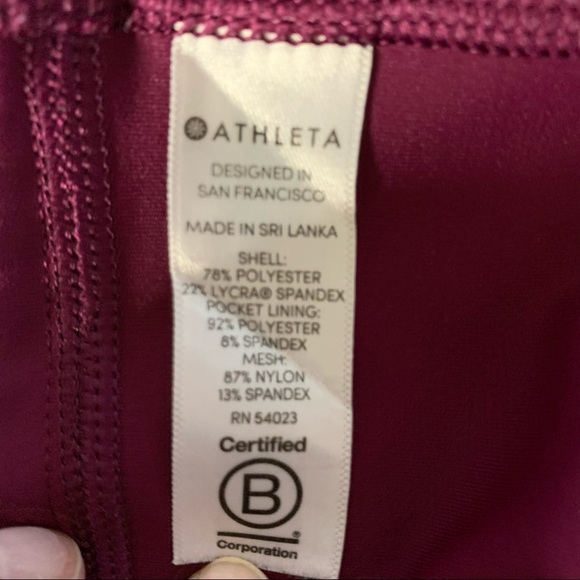 ATHLETA
DESIGNED IN
SAN FRANCISCO
MADE IN SRI LANKA
SHELL:
78% POLYESTER
22% LYCRA® SPANDEX
POCKET LINING:
92% POLYESTER
8% SPANDEX
MESH:
87% NYLON
13% SPANDEX
RN 54023
Certified
B
Corporation